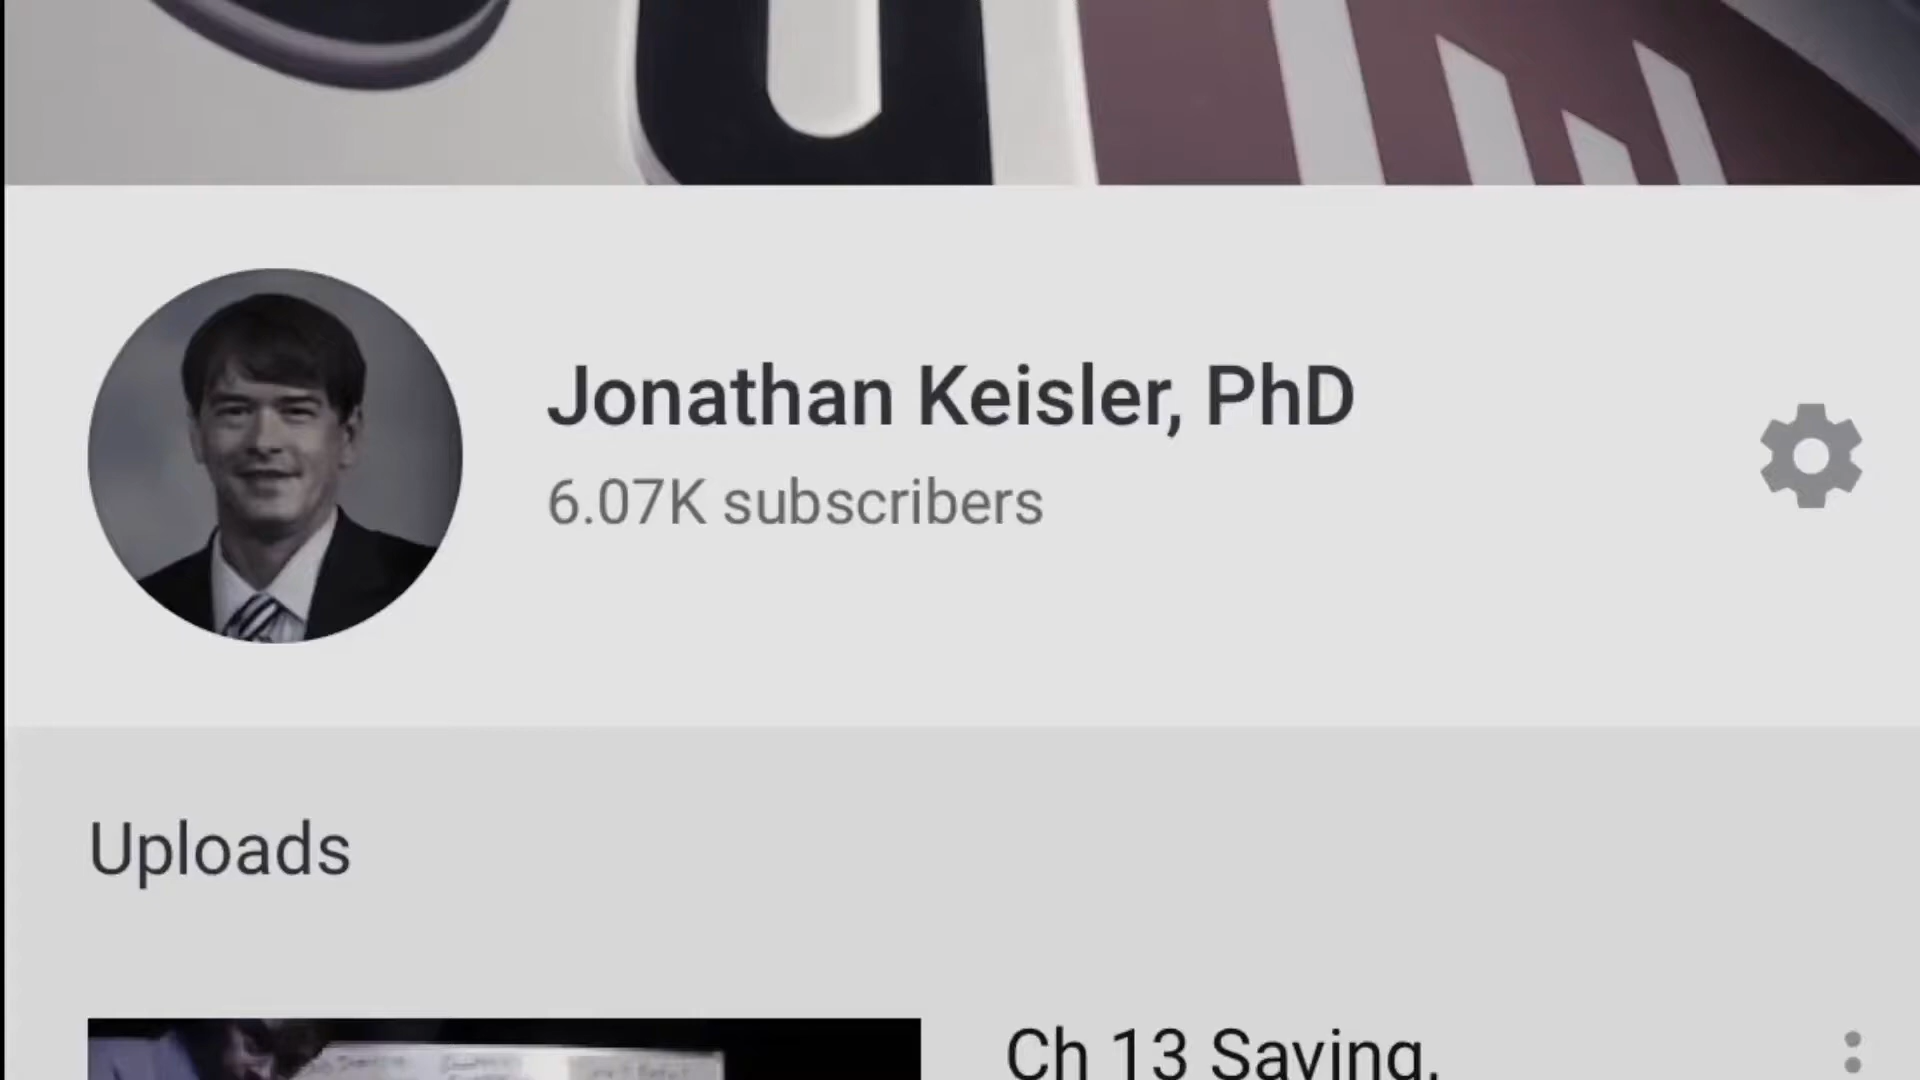 Jonathan Keisler, PhD
6.07K subscribers
Uploads
Ch 13 Saving,